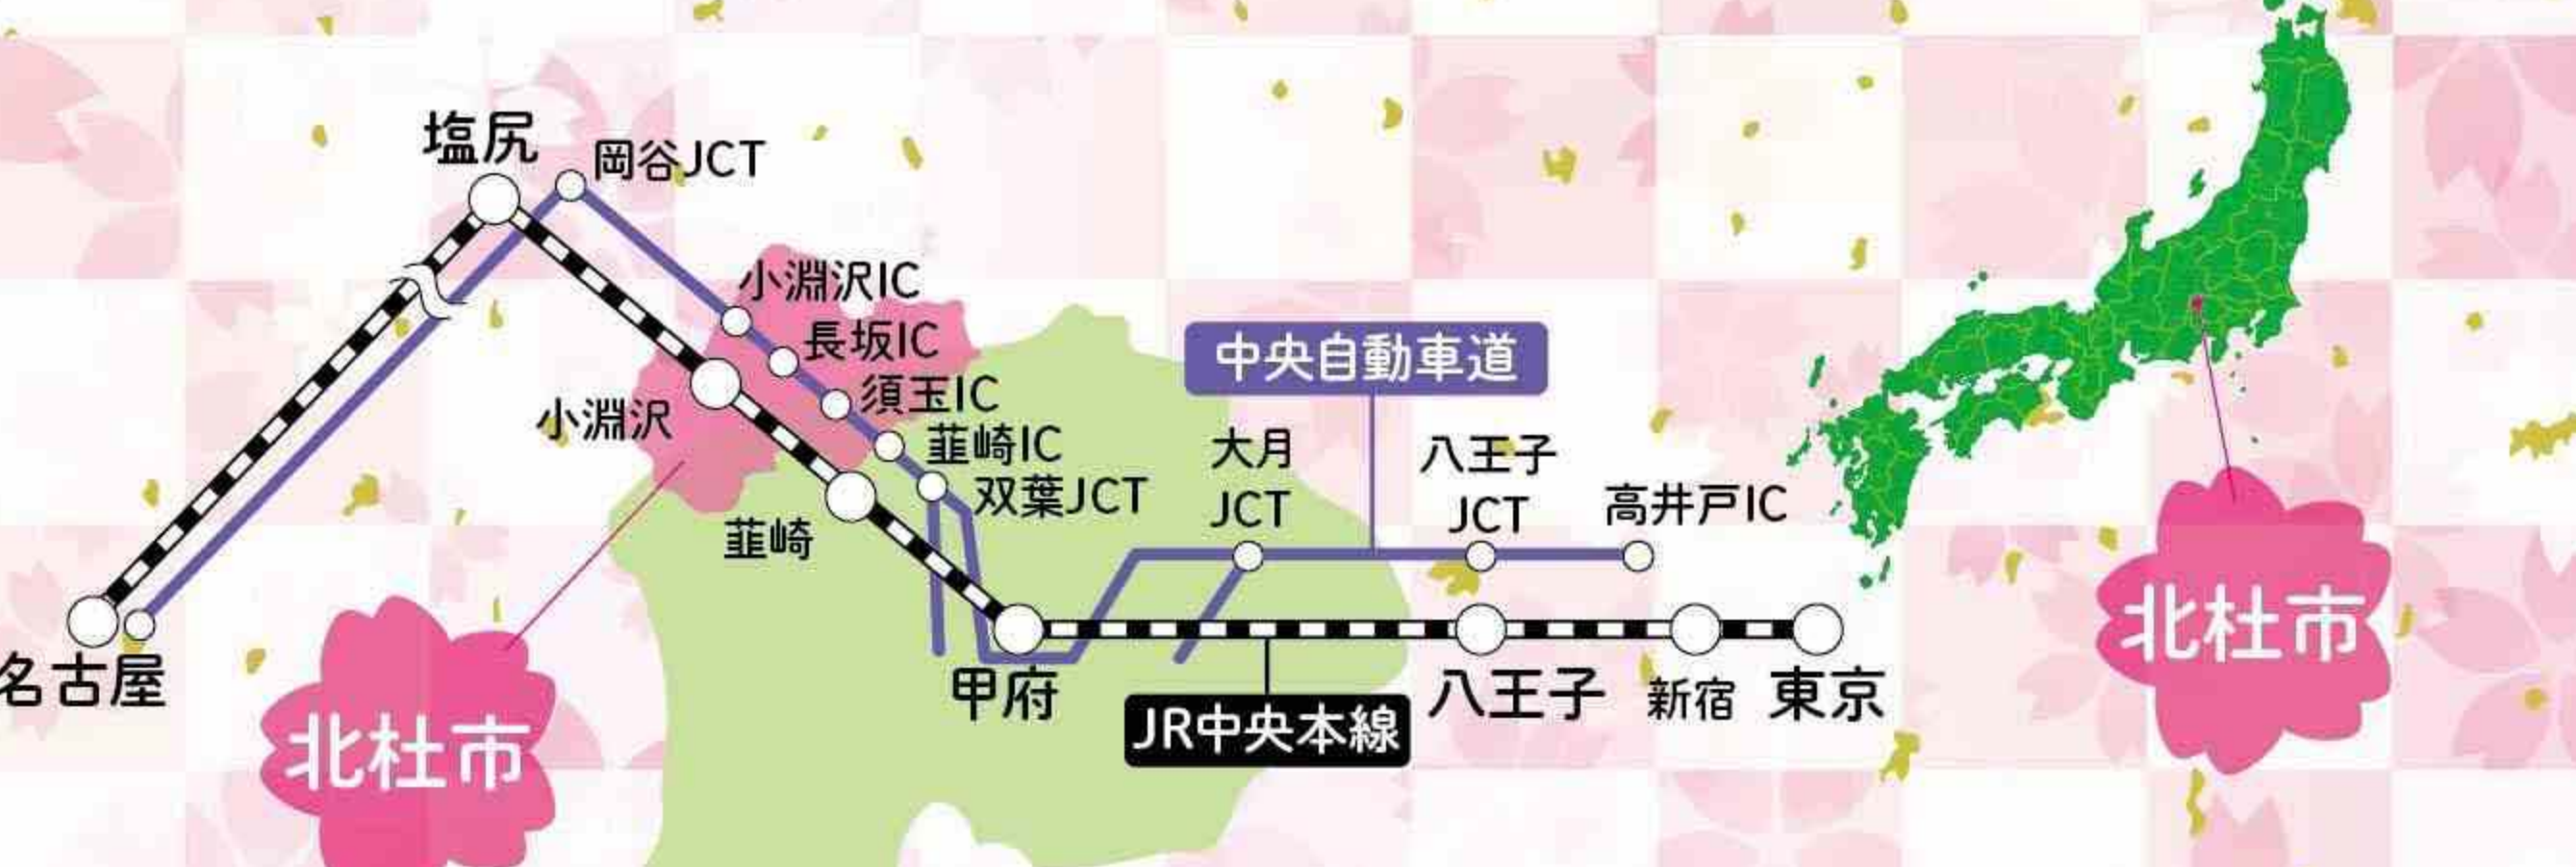 塩尻
岡谷JCT
小淵沢IC
長坂IC
須玉IC
韮崎IC
双葉JCT
小淵沢
韮崎
中央自動車道
大月
JCT
八王子
JCT
高井戸IC
名古屋
甲府
八王子
新宿
東京
JR中央本線
北杜市
北杜市